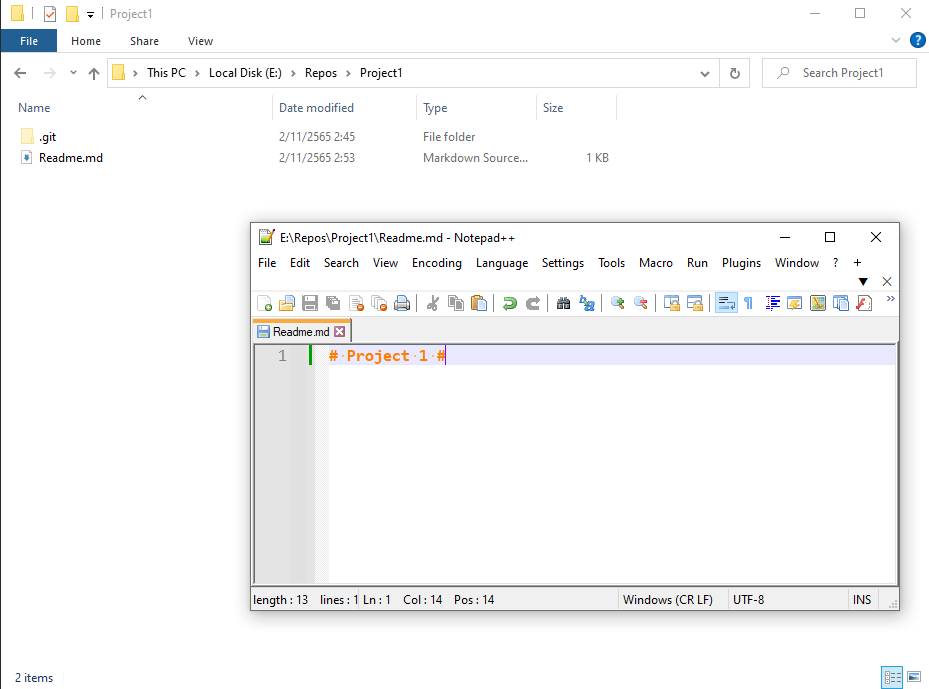 Project1
File Home Share View
This PC Local Disk (E:) Repos Project1 Search Project1
Name Date modified Type Size
.git 2/11/2565 2:45 File folder
Readme.md 2/11/2565 2:53 Markdown Source... 1 KB
E:\Repos\Project1\Readme.md - Notepad++
File Edit Search View Encoding Language Settings Tools Macro Run Plugins Window ? +
Readme.md
1 # Project 1 #
length : 13 lines : 1 Ln : 1 Col : 14 Pos : 14 Windows (CR LF) UTF-8 INS
2 items